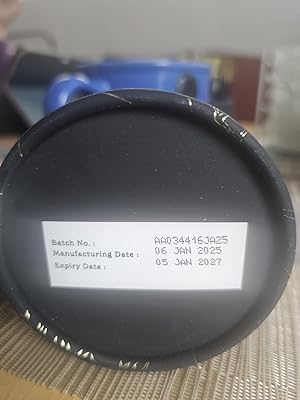 Batch No. : AA034416JA25
Manufacturing Date : 06 JAN 2025
Expiry Date : 05 JAN 2027